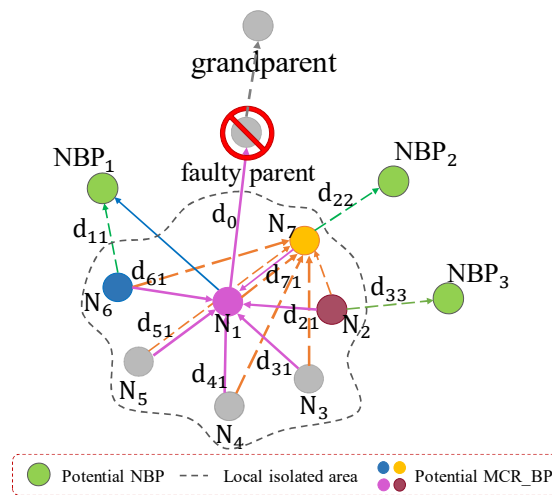 grandparent
NBP₁
faulty parent
NBP₂
d₀
d₂₂
d₁₁
N₇
d₆₁
d₇₁
NBP₃
d₃₃
N₆
N₁
d₂₁
N₂
d₅₁
d₄₁
d₃₁
N₅
N₃
N₄
Potential NBP
Local isolated area
Potential MCR_BP